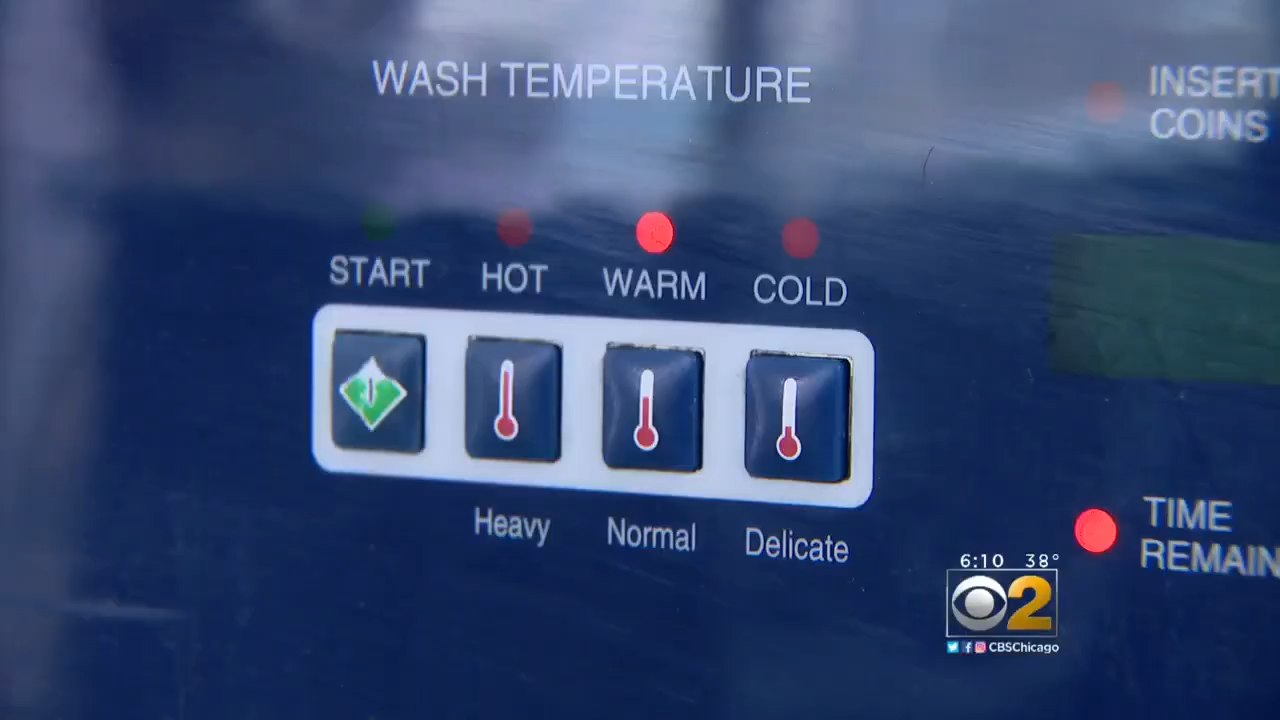 WASH TEMPERATURE
INSERT
COINS
START HOT WARM COLD
Heavy Normal Delicate
TIME
REMAIN
6:10 38°
2
CBSChicago